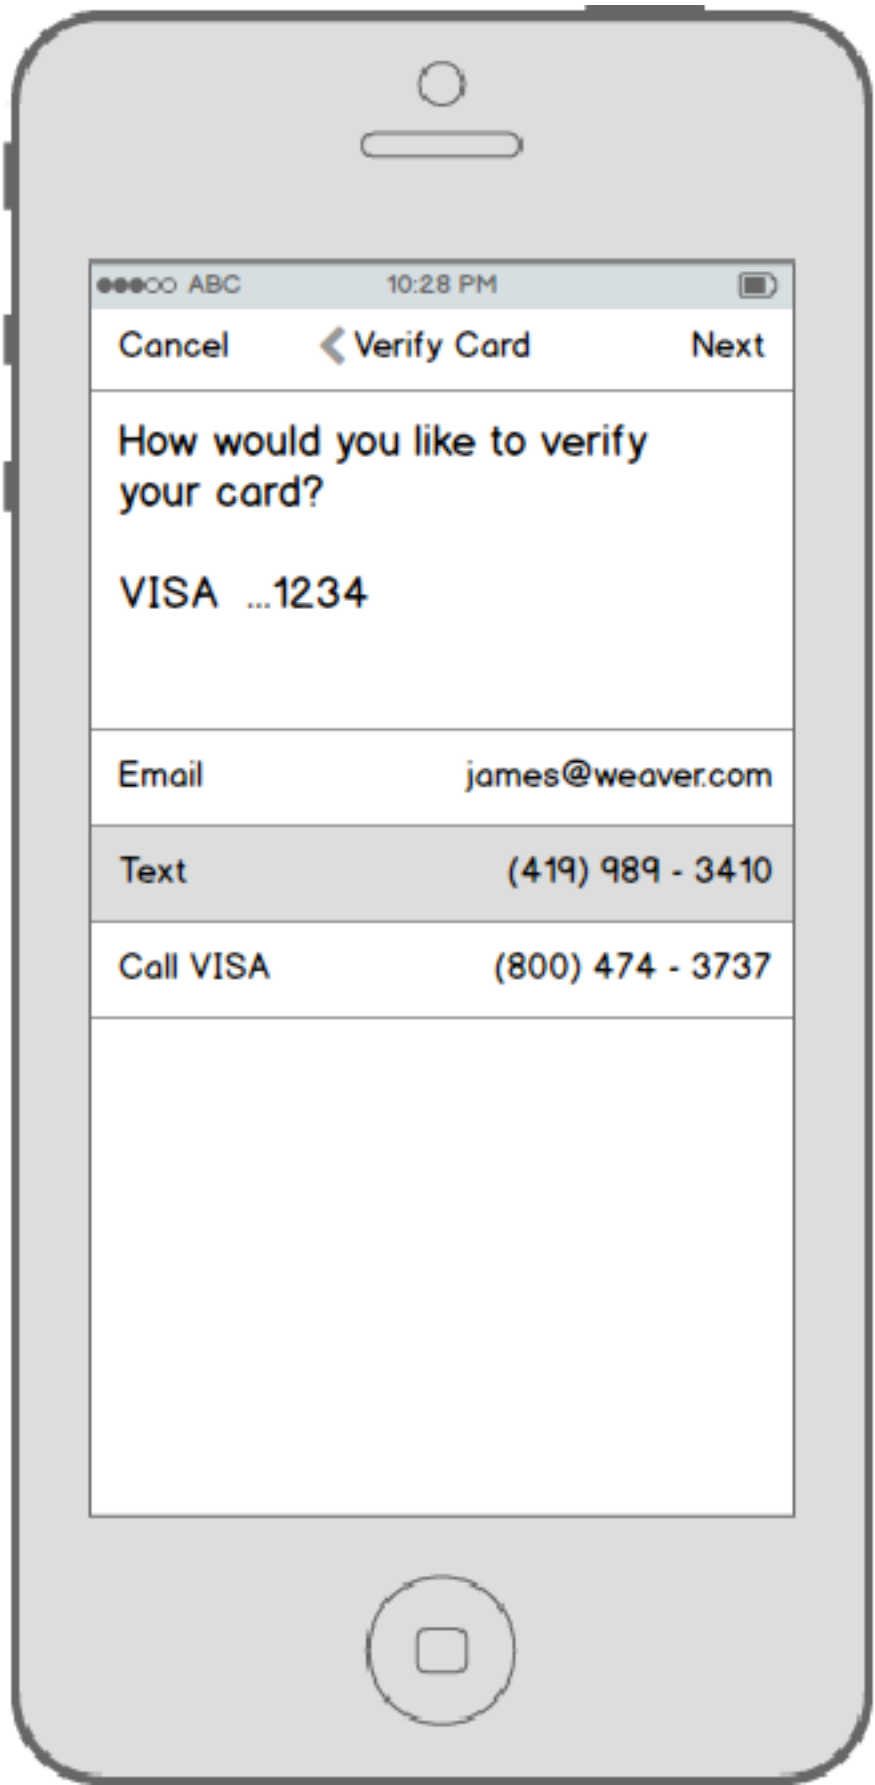 ABC 10:28 PM
Cancel Verify Card Next
How would you like to verify
your card?
VISA ...1234
Email james@weaver.com
Text (419) 989 - 3410
Call VISA (800) 474 - 3737